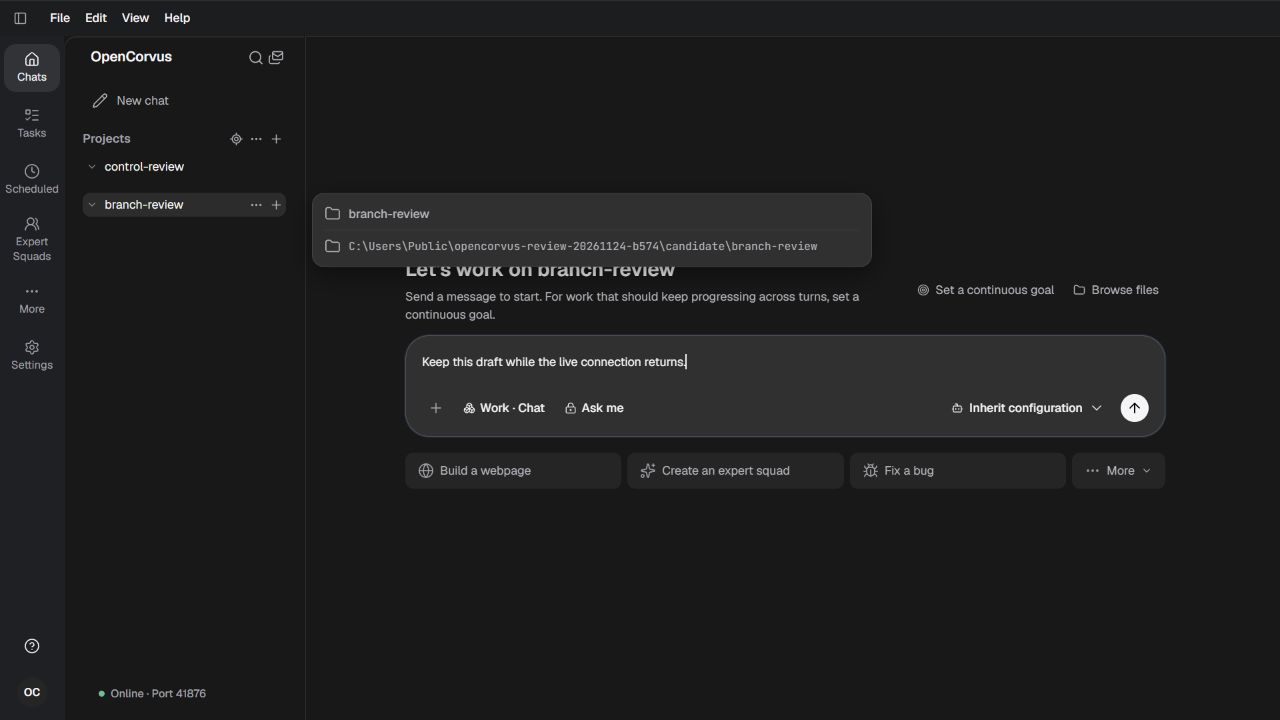 File Edit View Help
OpenCorvus
Chats
New chat
Tasks
Projects
control-review
Scheduled
branch-review
branch-review
C:\Users\Public\opencorvus-review-20261124-b574\candidate\branch-review
Expert
Squads
Let's work on branch-review
Send a message to start. For work that should keep progressing across turns, set a
continuous goal.
Set a continuous goal
Browse files
More
Settings
Keep this draft while the live connection returns.
Work · Chat
Ask me
Inherit configuration
Build a webpage
Create an expert squad
Fix a bug
More
OC
Online · Port 41876